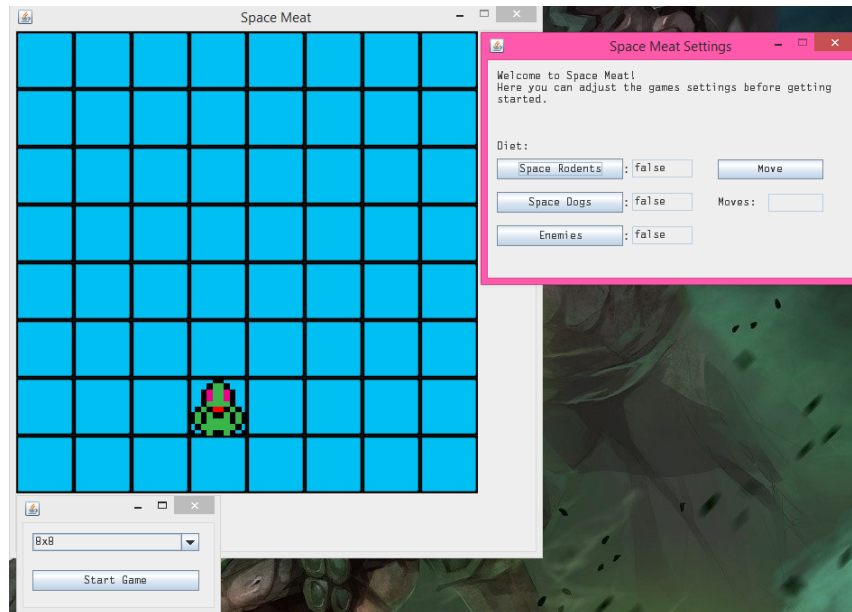 Space Meat
Space Meat Settings
Welcome to Space Meat!
Here you can adjust the games settings before getting
started.
Diet:
Space Rodents : false Move
Space Dogs : false Moves:
Enemies : false
8x8
Start Game